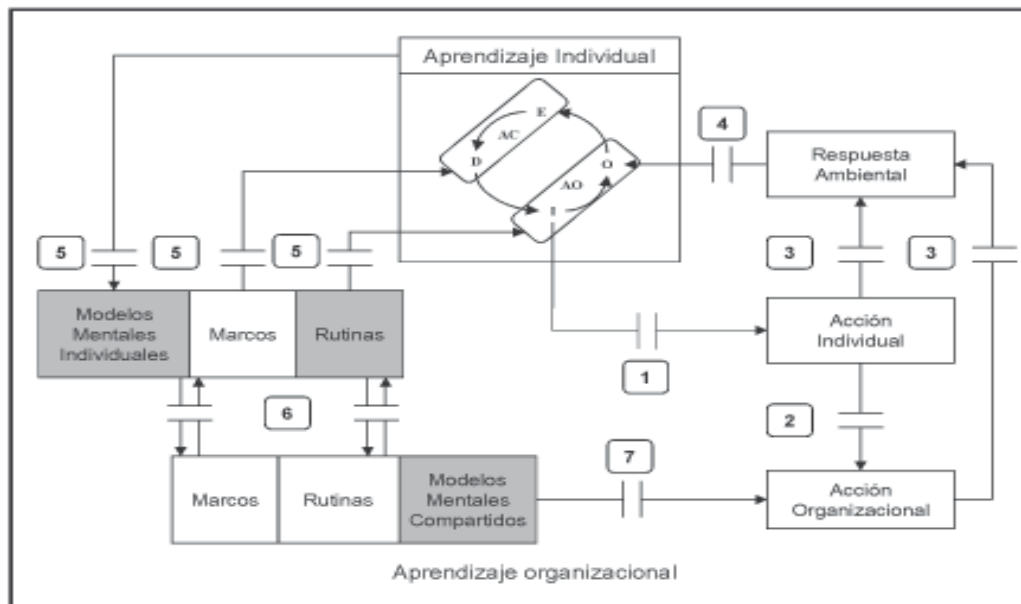 Aprendizaje Individual
E
AC
D
O
AO
I
4
Respuesta
Ambiental
5
5
5
3
3
Modelos
Mentales
Individuales
Marcos
Rutinas
Acción
Individual
1
6
2
7
Marcos
Rutinas
Modelos
Mentales
Compartidos
Acción
Organizacional
Aprendizaje organizacional